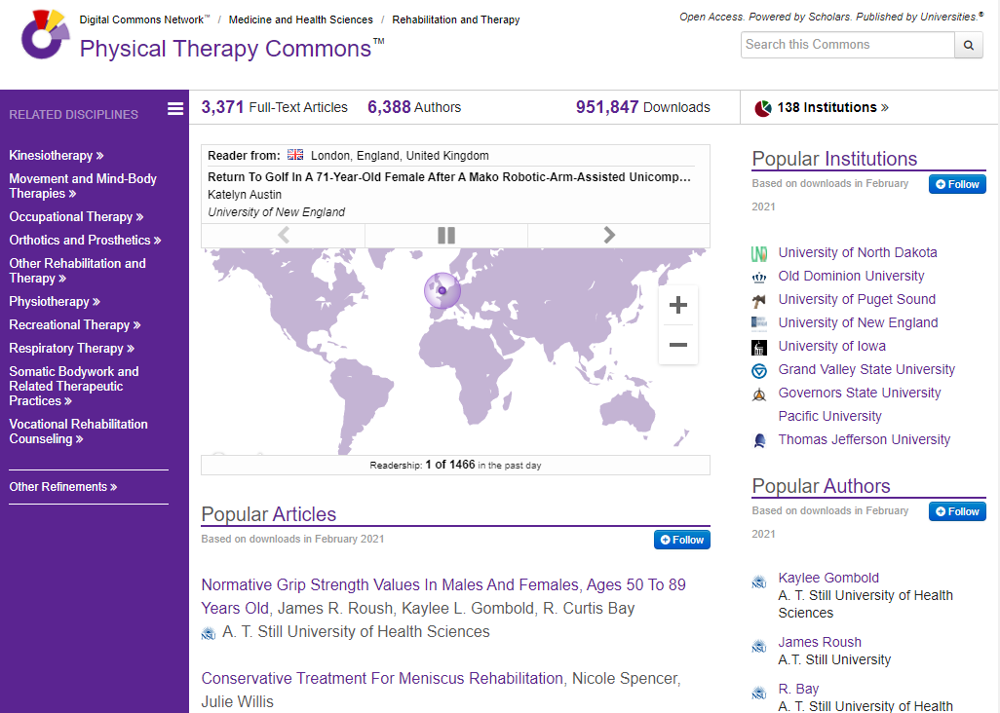 Digital Commons Network™ / Medicine and Health Sciences / Rehabilitation and Therapy
Physical Therapy Commons™
Open Access. Powered by Scholars. Published by Universities.®
Search this Commons
RELATED DISCIPLINES
Kinesiotherapy »
Movement and Mind-Body
Therapies »
Occupational Therapy »
Orthotics and Prosthetics »
Other Rehabilitation and
Therapy »
Physiotherapy »
Recreational Therapy »
Respiratory Therapy »
Somatic Bodywork and
Related Therapeutic
Practices »
Vocational Rehabilitation
Counseling »
Other Refinements »
3,371 Full-Text Articles 6,388 Authors 951,847 Downloads
138 Institutions »
Reader from: London, England, United Kingdom
Return To Golf In A 71-Year-Old Female After A Mako Robotic-Arm-Assisted Unicomp…
Katelyn Austin
University of New England
Readership: 1 of 1466 in the past day
Popular Articles
Based on downloads in February 2021
Follow
Normative Grip Strength Values In Males And Females, Ages 50 To 89
Years Old, James R. Roush, Kaylee L. Gombold, R. Curtis Bay
A. T. Still University of Health Sciences
Conservative Treatment For Meniscus Rehabilitation, Nicole Spencer,
Julie Willis
Popular Institutions
Based on downloads in February
2021
Follow
University of North Dakota
Old Dominion University
University of Puget Sound
University of New England
University of Iowa
Grand Valley State University
Governors State University
Pacific University
Thomas Jefferson University
Popular Authors
Based on downloads in February
2021
Follow
Kaylee Gombold
A. T. Still University of Health
Sciences
James Roush
A.T. Still University
R. Bay
A. T. Still University of Health